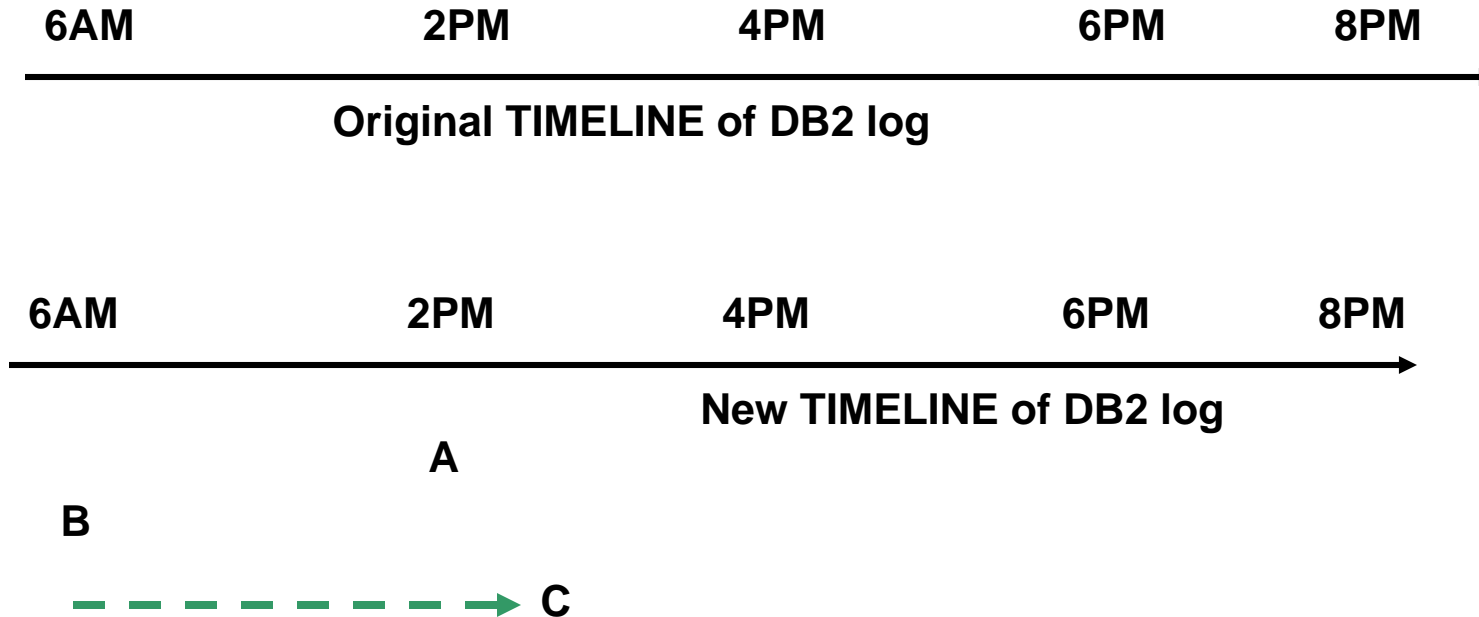 6AM 2PM 4PM 6PM 8PM
Original TIMELINE of DB2 log
6AM 2PM 4PM 6PM 8PM
New TIMELINE of DB2 log
A
B
C